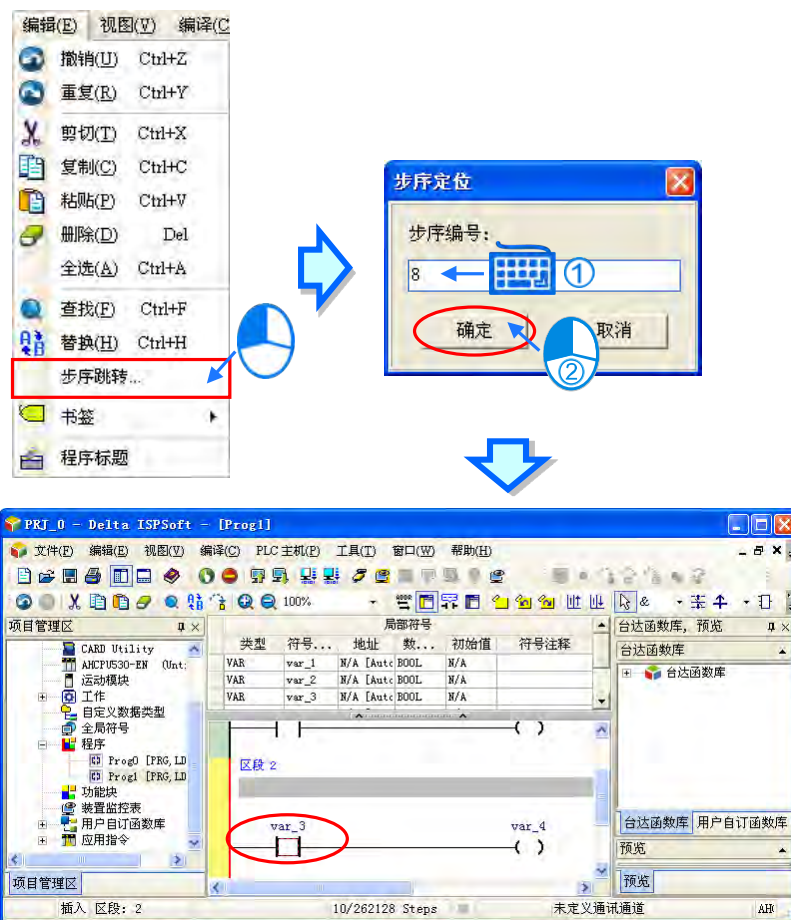 编辑(E) 视图(V) 编译(C
撤销(U) Ctrl+Z
重复(R) Ctrl+Y
剪切(T) Ctrl+X
复制(C) Ctrl+C
粘贴(P) Ctrl+V
删除(D) Del
全选(A) Ctrl+A
查找(F) Ctrl+F
替换(H) Ctrl+H
步序跳转...
书签
程序标题
步序定位
步序编号:
8
①
确定 取消
②
PRJ_0 - Delta ISPSoft - [Prog1]
文件(F) 编辑(E) 视图(V) 编译(C) PLC 主机(P) 工具(T) 窗口(W) 帮助(H)
100%
项目管理区
CARD Utility
AHCPU530-EN (Unt:
运动模块
工作
自定义数据类型
全局符号
程序
Prog0 [PRG,LD
Prog1 [PRG,LD
功能块
装置监控表
用户自订函数库
应用指令
项目管理区
局部符号
类型 符号... 地址 数... 初始值 符号注释
VAR var_1 N/A [Auto BOOL N/A
VAR var_2 N/A [Auto BOOL N/A
VAR var_3 N/A [Auto BOOL N/A
区段 2
var_3 var_4
台达函数库, 预览
台达函数库
台达函数库
台达函数库 用户自订函数库
预览
预览
插入 区段: 2 10/262128 Steps 未定义通讯通道 AH